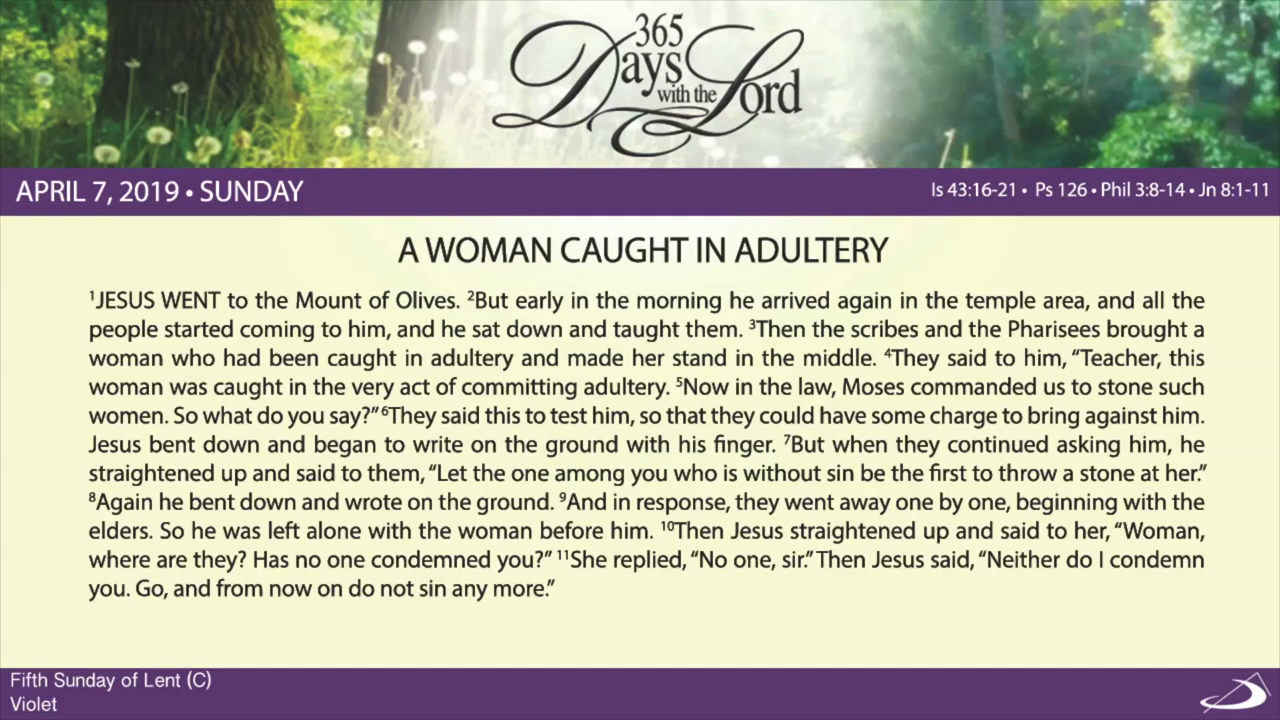 365
Days
with the Lord
APRIL 7, 2019 • SUNDAY
Is 43:16-21 • Ps 126 • Phil 3:8-14 • Jn 8:1-11
A WOMAN CAUGHT IN ADULTERY
¹JESUS WENT to the Mount of Olives. ²But early in the morning he arrived again in the temple area, and all the
people started coming to him, and he sat down and taught them. ³Then the scribes and the Pharisees brought a
woman who had been caught in adultery and made her stand in the middle. ⁴They said to him, “Teacher, this
woman was caught in the very act of committing adultery. ⁵Now in the law, Moses commanded us to stone such
women. So what do you say?” ⁶They said this to test him, so that they could have some charge to bring against him.
Jesus bent down and began to write on the ground with his finger. ⁷But when they continued asking him, he
straightened up and said to them, “Let the one among you who is without sin be the first to throw a stone at her.”
⁸Again he bent down and wrote on the ground. ⁹And in response, they went away one by one, beginning with the
elders. So he was left alone with the woman before him. ¹⁰Then Jesus straightened up and said to her, “Woman,
where are they? Has no one condemned you?” ¹¹She replied, “No one, sir.” Then Jesus said, “Neither do I condemn
you. Go, and from now on do not sin any more.”
Fifth Sunday of Lent (C)
Violet